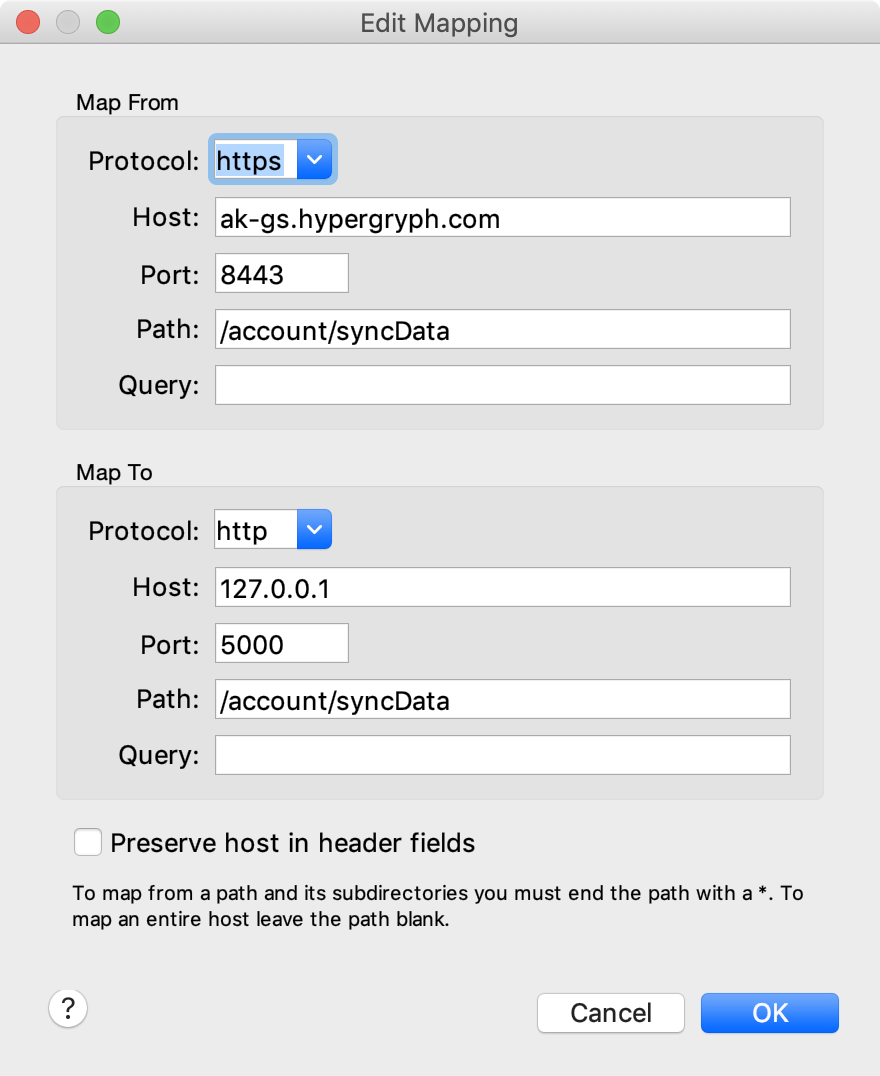 Edit Mapping
Map From
Protocol: https
Host: ak-gs.hypergryph.com
Port: 8443
Path: /account/syncData
Query:
Map To
Protocol: http
Host: 127.0.0.1
Port: 5000
Path: /account/syncData
Query:
Preserve host in header fields
To map from a path and its subdirectories you must end the path with a *. To
map an entire host leave the path blank.
? Cancel OK